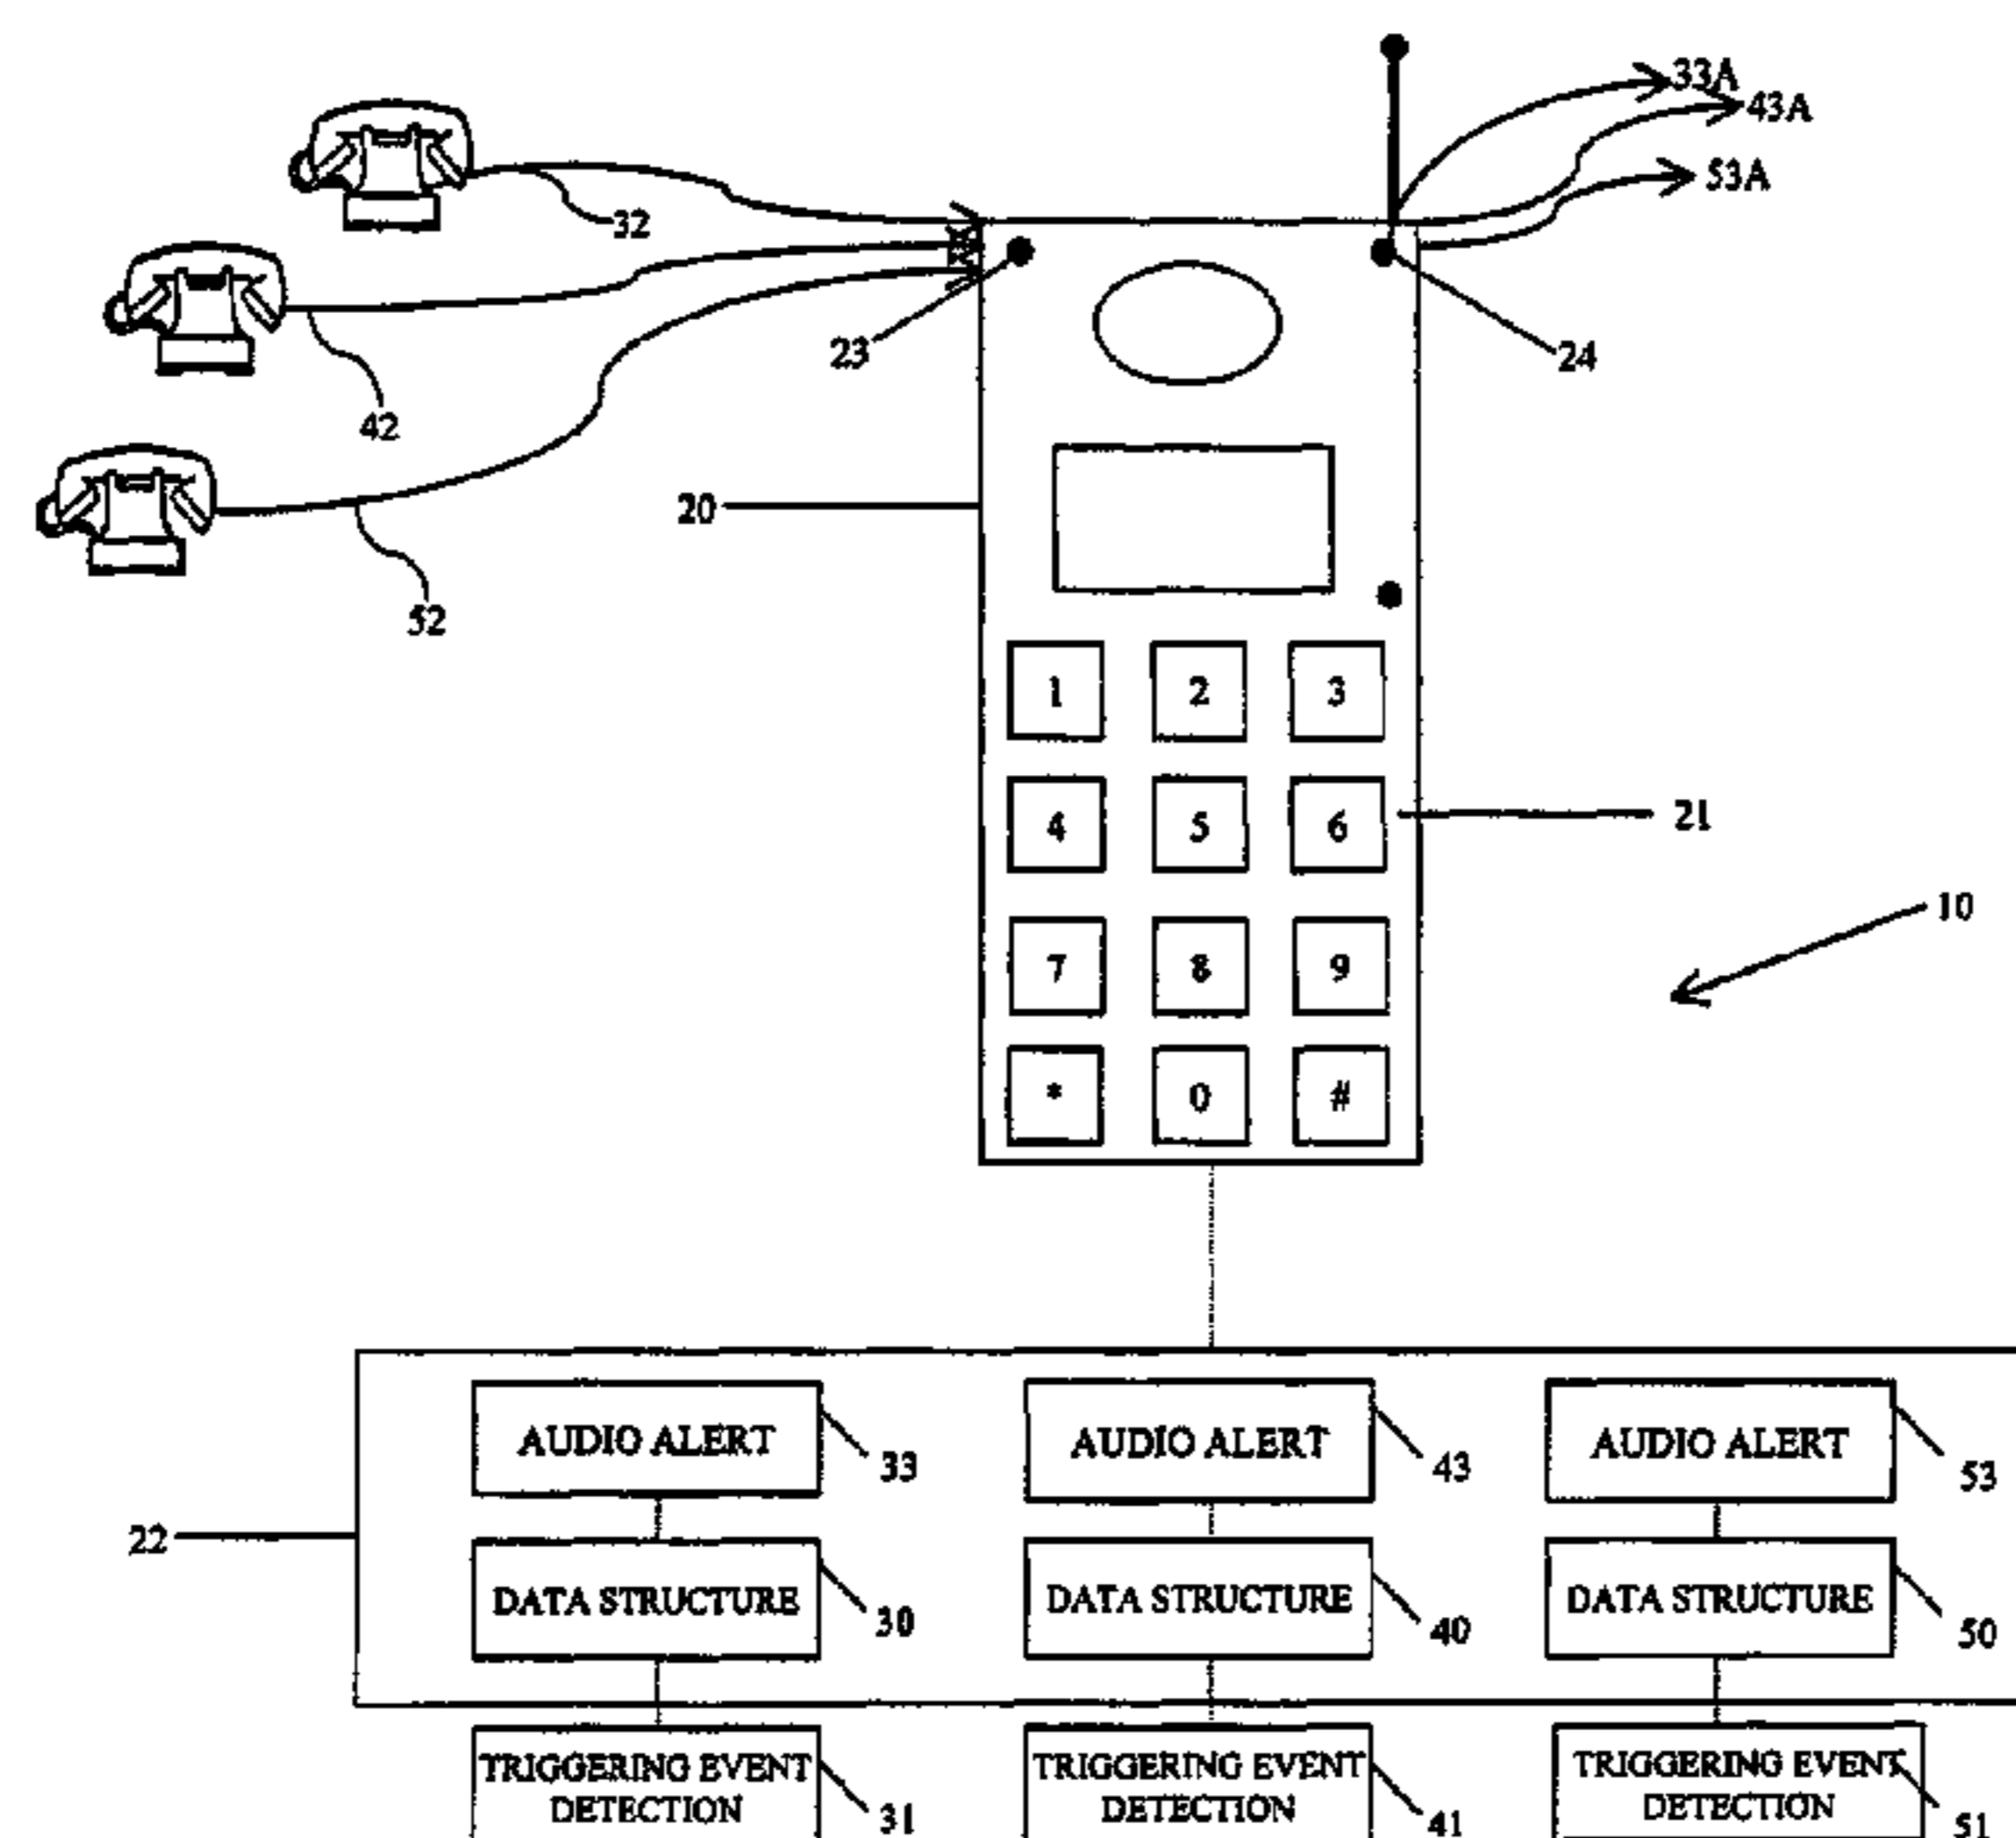 33A
43A
53A
32
23
24
42
20
52
1 2 3
4 5 6
21
10
7 8 9
* 0 #
AUDIO ALERT
33
AUDIO ALERT
43
AUDIO ALERT
53
22
DATA STRUCTURE
30
DATA STRUCTURE
40
DATA STRUCTURE
50
TRIGGERING EVENT
DETECTION
31
TRIGGERING EVENT
DETECTION
41
TRIGGERING EVENT
DETECTION
51